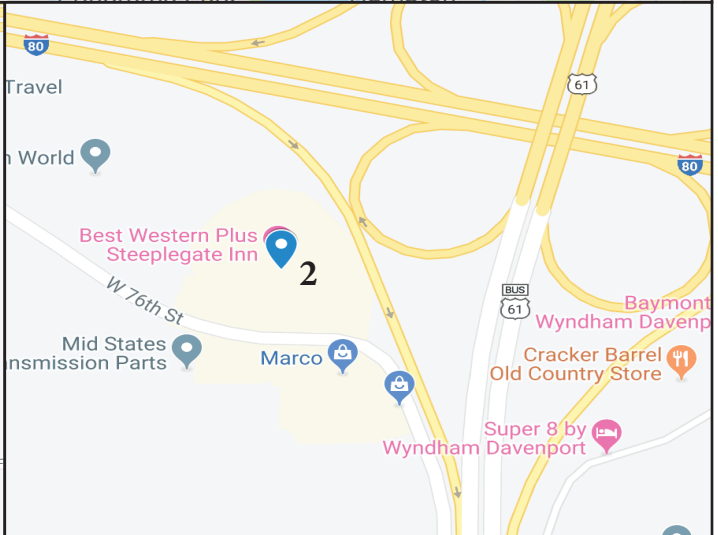 80
Travel
61
World
80
Best Western Plus
Steeplegate Inn
2
W 76th St
BUS
61
Baymont
Wyndham Davenp
Mid States
nsmission Parts
Marco
Cracker Barrel
Old Country Store
Super 8 by
Wyndham Davenport